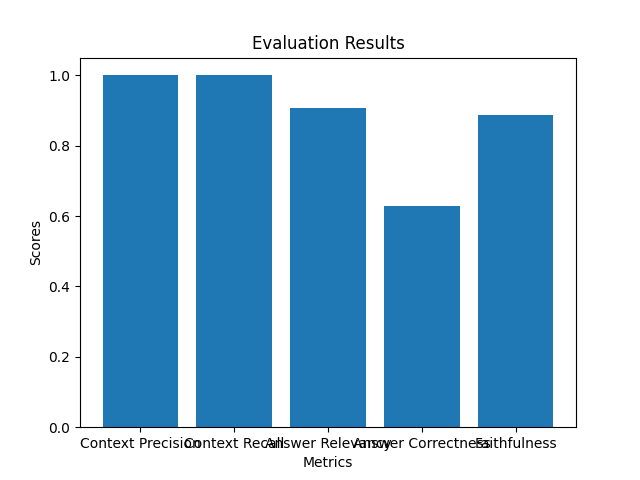 Evaluation Results
Scores
1.0
0.8
0.6
0.4
0.2
0.0
Context Precision Context Recall Answer Relevancy Answer Correctness Faithfulness
Metrics